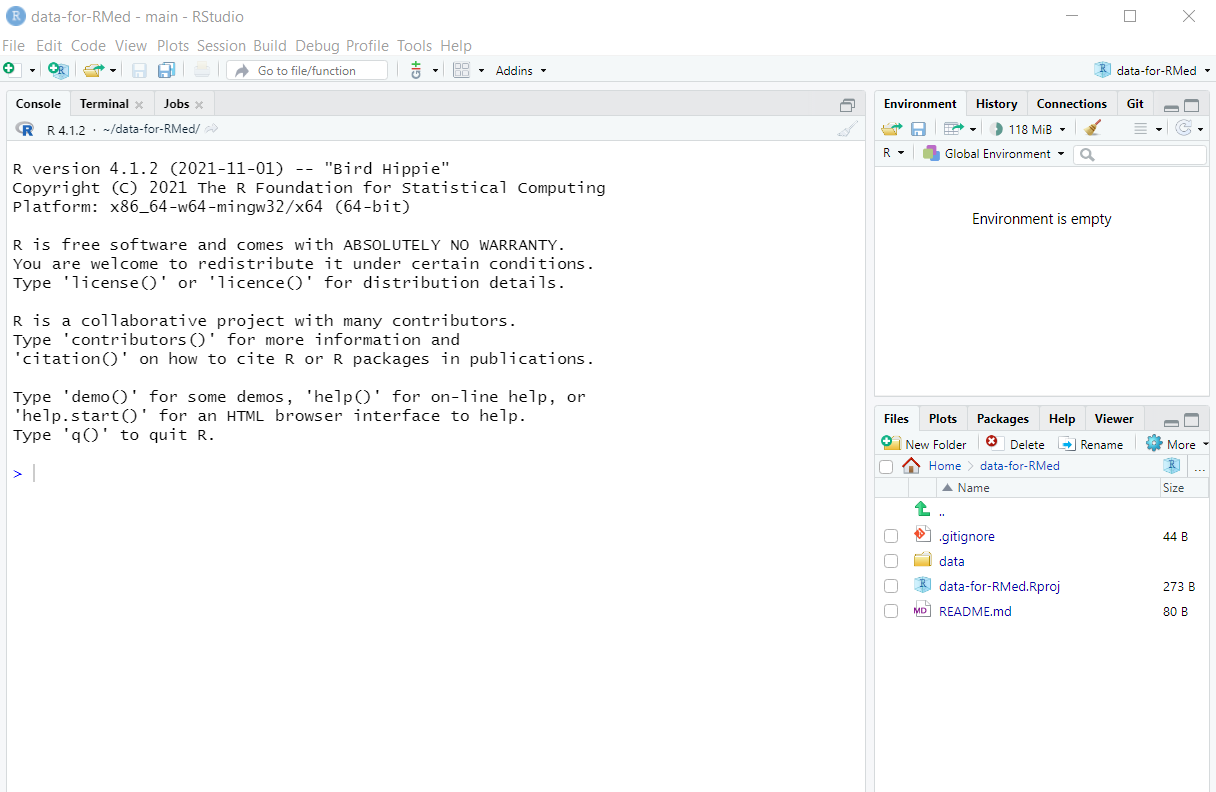 data-for-RMed - main - RStudio
File Edit Code View Plots Session Build Debug Profile Tools Help
Go to file/function
Addins
data-for-RMed
Console Terminal Jobs
R 4.1.2 · ~/data-for-RMed/
R version 4.1.2 (2021-11-01) -- "Bird Hippie"
Copyright (C) 2021 The R Foundation for Statistical Computing
Platform: x86_64-w64-mingw32/x64 (64-bit)
R is free software and comes with ABSOLUTELY NO WARRANTY.
You are welcome to redistribute it under certain conditions.
Type 'license()' or 'licence()' for distribution details.
R is a collaborative project with many contributors.
Type 'contributors()' for more information and
'citation()' on how to cite R or R packages in publications.
Type 'demo()' for some demos, 'help()' for on-line help, or
'help.start()' for an HTML browser interface to help.
Type 'q()' to quit R.
>
Environment History Connections Git
118 MiB
R Global Environment
Environment is empty
Files Plots Packages Help Viewer
New Folder Delete Rename More
Home data-for-RMed ...
Name Size
..
.gitignore 44 B
data
data-for-RMed.Rproj 273 B
MD README.md 80 B